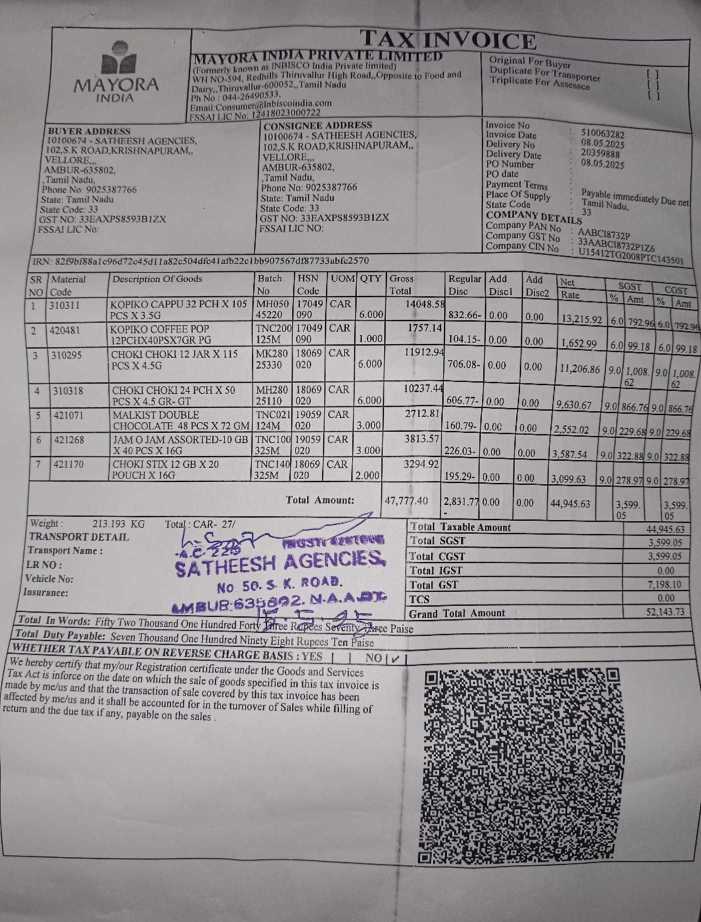 TAX INVOICE
MAYORA
INDIA
MAYORA INDIA PRIVATE LIMITED
(Formerly known as INBISCO India Private limited)
WH NO-594, Redhills Thiruvallur High Road,,Opposite to Food and
Dairy,,Thiruvallur-600052,,Tamil Nadu
Ph No : 044-26490533,
Email:Consumer@Inbiscoindia.com
FSSAI LIC No. 12418023000722
Original For Buyer [ ]
Duplicate For Transporter [ ]
Triplicate For Assessee [ ]
BUYER ADDRESS
10100674 - SATHEESH AGENCIES,
102,S.K ROAD,KRISHNAPURAM,,
VELLORE,,,
AMBUR-635802,
,Tamil Nadu,
Phone No: 9025387766
State: Tamil Nadu
State Code: 33
GST NO: 33EAXPS8593B1ZX
FSSAI LIC No:
CONSIGNEE ADDRESS
10100674 - SATHEESH AGENCIES,
102,S.K ROAD,KRISHNAPURAM,,
VELLORE,,,
AMBUR-635802,
,Tamil Nadu,
Phone No: 9025387766
State: Tamil Nadu
State Code: 33
GST NO: 33EAXPS8593B1ZX
FSSAI LIC NO:
Invoice No : 510063282
Invoice Date : 08.05.2025
Delivery No : 20359888
Delivery Date : 08.05.2025
PO Number :
PO date :
Payment Terms : Payable immediately Due net
Place Of Supply : Tamil Nadu,
State Code : 33
COMPANY DETAILS
Company PAN No : AABCI8732P
Company GST No : 33AABCI8732P1Z6
Company CIN No : U15412TG2008PTC143501
IRN: 82f9bf88a1c96d72c45d11a82c504dfc41afb22c1bb907567df87733abfc2570
SR NO Material Code Description Of Goods Batch No HSN Code UOM QTY Gross Total Regular Disc Add Disc1 Add Disc2 Net Rate SGST % Amt CGST % Amt
1 310311 KOPIKO CAPPU 32 PCH X 105 PCS X 3.5G MH050 45220 17049 090 CAR 6.000 14048.58 832.66- 0.00 0.00 13,215.92 6.0 792.96 6.0 792.96
2 420481 KOPIKO COFFEE POP 12PCHX40PSX7GR PG TNC200 125M 17049 090 CAR 1.000 1757.14 104.15- 0.00 0.00 1,652.99 6.0 99.18 6.0 99.18
3 310295 CHOKI CHOKI 12 JAR X 115 PCS X 4.5G MK280 25330 18069 020 CAR 6.000 11912.94 706.08- 0.00 0.00 11,206.86 9.0 1,008.62 9.0 1,008.62
4 310318 CHOKI CHOKI 24 PCH X 50 PCS X 4.5 GR- GT MH280 25110 18069 020 CAR 6.000 10237.44 606.77- 0.00 0.00 9,630.67 9.0 866.76 9.0 866.76
5 421071 MALKIST DOUBLE CHOCOLATE 48 PCS X 72 GM TNC021 124M 19059 020 CAR 3.000 2712.81 160.79- 0.00 0.00 2,552.02 9.0 229.68 9.0 229.68
6 421268 JAM O JAM ASSORTED-10 GB X 40 PCS X 16G TNC100 325M 19059 020 CAR 3.000 3813.57 226.03- 0.00 0.00 3,587.54 9.0 322.88 9.0 322.88
7 421170 CHOKI STIX 12 GB X 20 POUCH X 16G TNC140 325M 18069 020 CAR 2.000 3294.92 195.29- 0.00 0.00 3,099.63 9.0 278.97 9.0 278.97
Total Amount: 47,777.40 2,831.77- 0.00 0.00 44,945.63 3,599.05 3,599.05
Weight : 213.193 KG Total : CAR- 27/
TRANSPORT DETAIL
Transport Name :
LR NO :
Vehicle No:
Insurance:
SATHEESH AGENCIES,
No 50. S. K. ROAD.
AMBUR:635802. N.A.A.DT.
15.5.25
Total Taxable Amount 44,945.63
Total SGST 3,599.05
Total CGST 3,599.05
Total IGST 0.00
Total GST 7,198.10
TCS 0.00
Grand Total Amount 52,143.73
Total In Words: Fifty Two Thousand One Hundred Forty Three Rupees Seventy Three Paise
Total Duty Payable: Seven Thousand One Hundred Ninety Eight Rupees Ten Paise
WHETHER TAX PAYABLE ON REVERSE CHARGE BASIS : YES [ ] NO [✓]
We hereby certify that my/our Registration certificate under the Goods and Services
Tax Act is inforce on the date on which the sale of goods specified in this tax invoice is
made by me/us and that the transaction of sale covered by this tax invoice has been
affected by me/us and it shall be accounted for in the turnover of Sales while filling of
return and the due tax if any, payable on the sales .